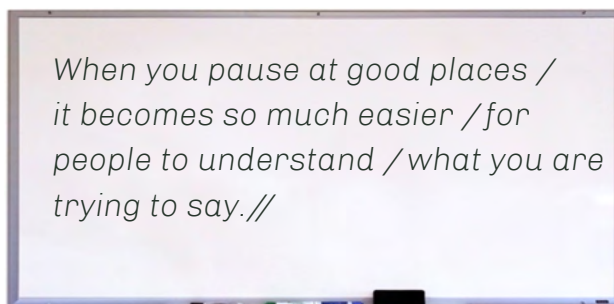 When you pause at good places /
it becomes so much easier / for
people to understand / what you are
trying to say.//